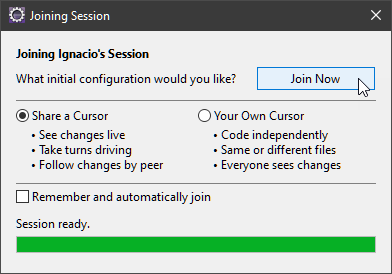 Joining Session
Joining Ignacio's Session
What initial configuration would you like?
Join Now
Share a Cursor
• See changes live
• Take turns driving
• Follow changes by peer
Your Own Cursor
• Code independently
• Same or different files
• Everyone sees changes
Remember and automatically join
Session ready.